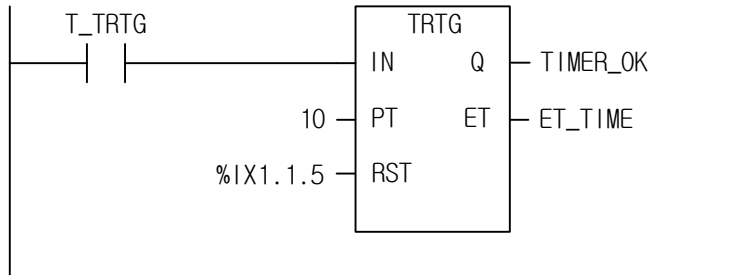 T_TRTG TRTG
IN Q TIMER_OK
10 PT ET ET_TIME
%IX1.1.5 RST